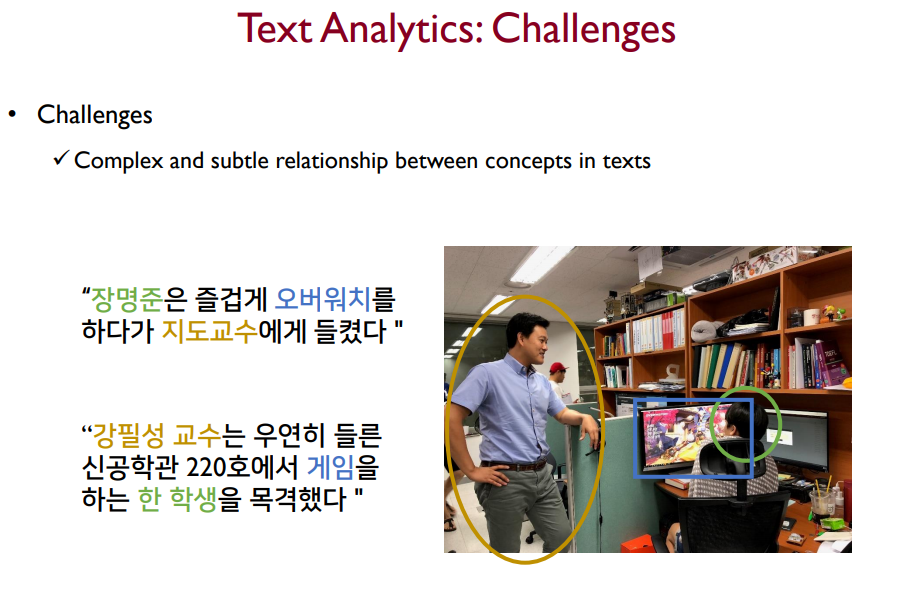 Text Analytics: Challenges
• Challenges
✓ Complex and subtle relationship between concepts in texts
“장명준은 즐겁게 오버워치를
하다가 지도교수에게 들켰다 "
“강필성 교수는 우연히 들른
신공학관 220호에서 게임을
하는 한 학생을 목격했다 "